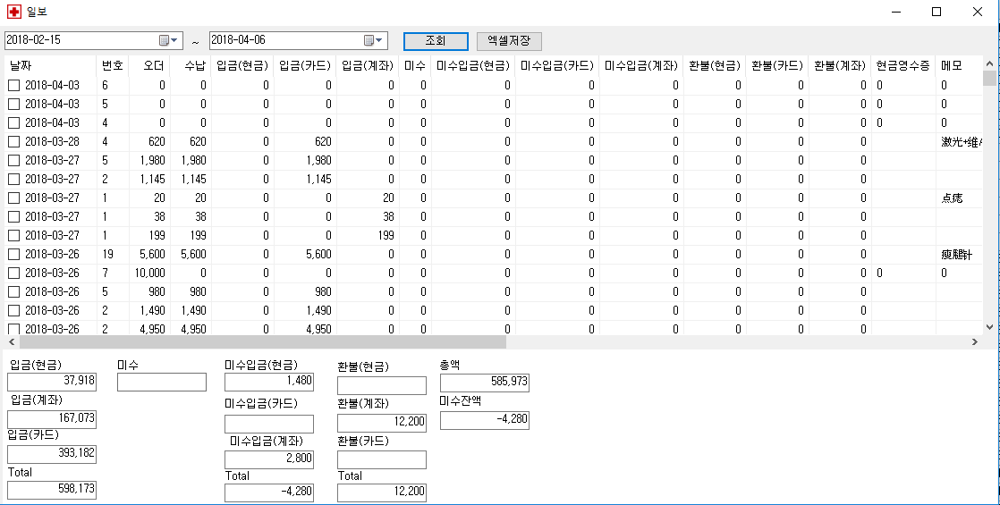 일보
2018-02-15 ~ 2018-04-06 조회 엑셀저장
날짜 번호 오더 수납 입금(현금) 입금(카드) 입금(계좌) 미수 미수입금(현금) 미수입금(카드) 미수입금(계좌) 환불(현금) 환불(카드) 환불(계좌) 현금영수증 메모
2018-04-03 6 0 0 0 0 0 0 0 0 0 0 0 0 0 0
2018-04-03 5 0 0 0 0 0 0 0 0 0 0 0 0 0 0
2018-04-03 4 0 0 0 0 0 0 0 0 0 0 0 0 0 0
2018-03-28 4 620 620 0 620 0 0 0 0 0 0 0 0 激光+维A
2018-03-27 5 1,980 1,980 0 1,980 0 0 0 0 0 0 0 0
2018-03-27 2 1,145 1,145 0 1,145 0 0 0 0 0 0 0 0
2018-03-27 1 20 20 0 0 20 0 0 0 0 0 0 0 点痣
2018-03-27 1 38 38 0 0 38 0 0 0 0 0 0 0
2018-03-27 1 199 199 0 0 199 0 0 0 0 0 0 0
2018-03-26 19 5,600 5,600 0 5,600 0 0 0 0 0 0 0 0 瘦腿针
2018-03-26 7 10,000 0 0 0 0 0 0 0 0 0 0 0 0 0
2018-03-26 5 980 980 0 980 0 0 0 0 0 0 0 0
2018-03-26 2 1,490 1,490 0 1,490 0 0 0 0 0 0 0 0
2018-03-26 2 4,950 4,950 0 4,950 0 0 0 0 0 0 0 0
입금(현금) 미수 미수입금(현금) 환불(현금) 총액
37,918 1,480 585,973
입금(계좌) 미수입금(카드) 환불(계좌) 미수잔액
167,073 12,200 -4,280
입금(카드) 미수입금(계좌) 환불(카드)
393,182 2,800
Total Total Total
598,173 -4,280 12,200